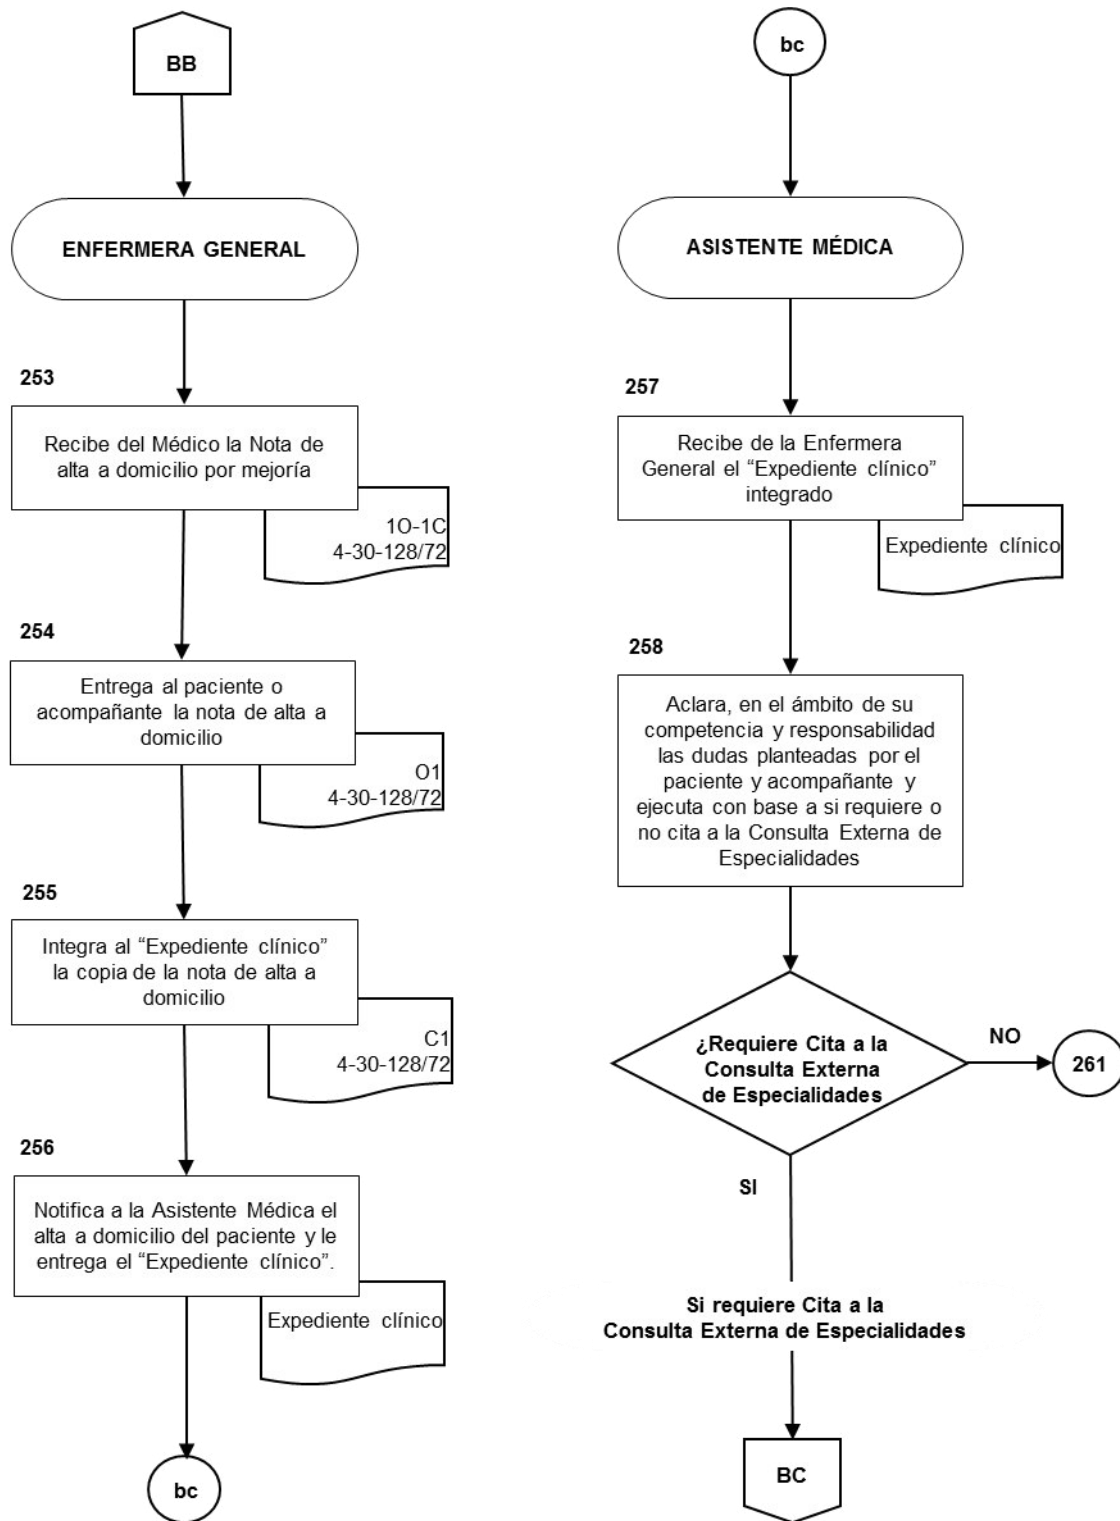 BB
ENFERMERA GENERAL
253
Recibe del Médico la Nota de
alta a domicilio por mejoría
1O-1C
4-30-128/72
254
Entrega al paciente o
acompañante la nota de alta a
domicilio
O1
4-30-128/72
255
Integra al “Expediente clínico”
la copia de la nota de alta a
domicilio
C1
4-30-128/72
256
Notifica a la Asistente Médica el
alta a domicilio del paciente y le
entrega el “Expediente clínico”.
Expediente clínico
bc
bc
ASISTENTE MÉDICA
257
Recibe de la Enfermera
General el “Expediente clínico”
integrado
Expediente clínico
258
Aclara, en el ámbito de su
competencia y responsabilidad
las dudas planteadas por el
paciente y acompañante y
ejecuta con base a si requiere o
no cita a la Consulta Externa de
Especialidades
¿Requiere Cita a la
Consulta Externa
de Especialidades
NO
261
SI
Si requiere Cita a la
Consulta Externa de Especialidades
BC